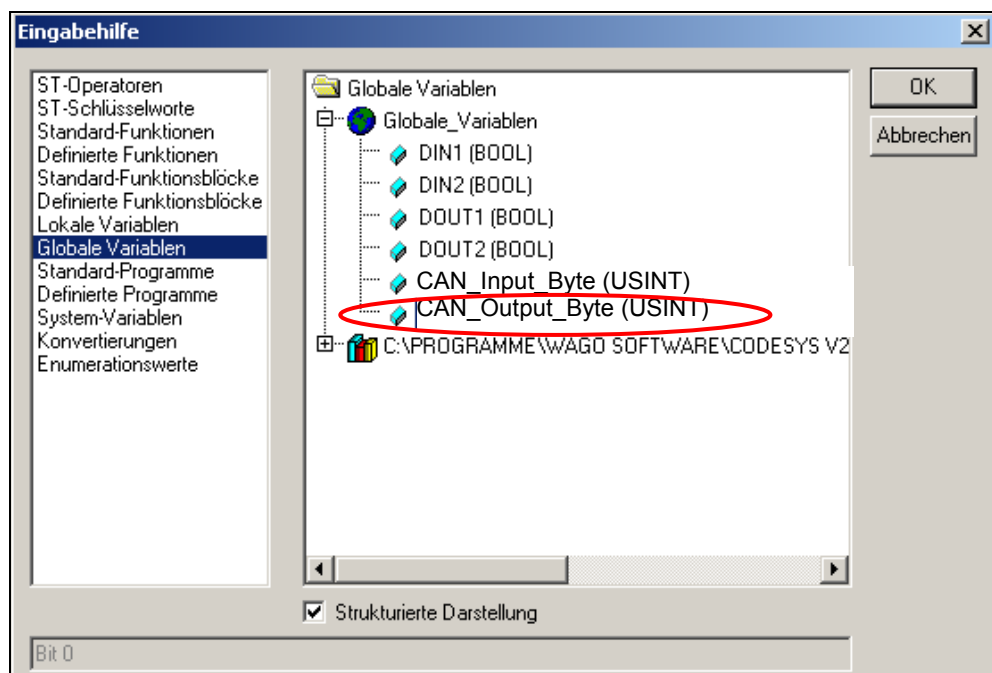 Eingabehilfe
ST-Operatoren
ST-Schlüsselworte
Standard-Funktionen
Definierte Funktionen
Standard-Funktionsblöcke
Definierte Funktionsblöcke
Lokale Variablen
Globale Variablen
Standard-Programme
Definierte Programme
System-Variablen
Konvertierungen
Enumerationswerte
Globale Variablen
Globale_Variablen
DIN1 (BOOL)
DIN2 (BOOL)
DOUT1 (BOOL)
DOUT2 (BOOL)
CAN_Input_Byte (USINT)
CAN_Output_Byte (USINT)
C:\PROGRAMME\WAGO SOFTWARE\CODESYS V2
OK
Abbrechen
Strukturierte Darstellung
Bit 0